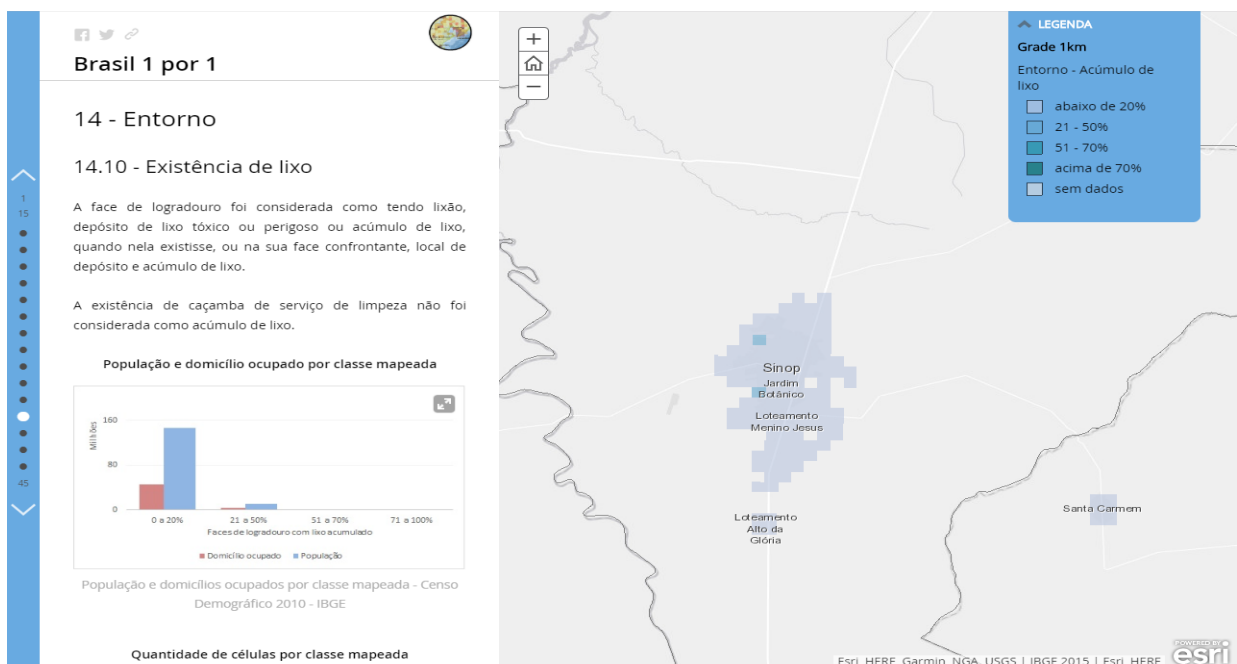 Brasil 1 por 1
14 - Entorno
14.10 - Existência de lixo
A face de logradouro foi considerada como tendo lixão,
depósito de lixo tóxico ou perigoso ou acúmulo de lixo,
quando nela existisse, ou na sua face confrontante, local de
depósito e acúmulo de lixo.
A existência de caçamba de serviço de limpeza não foi
considerada como acúmulo de lixo.
População e domicílio ocupado por classe mapeada
Milhões
160
80
0
0 a 20%
21 a 50%
51 a 70%
71 a 100%
Faces de logradouro com lixo acumulado
Domicílio ocupado
População
População e domicílios ocupados por classe mapeada - Censo
Demográfico 2010 - IBGE
Quantidade de células por classe mapeada
1
15
45
+
−
Sinop
Jardim
Botânico
Loteamento
Menino Jesus
Loteamento
Alto da
Glória
Santa Carmem
LEGENDA
Grade 1km
Entorno - Acúmulo de
lixo
abaixo de 20%
21 - 50%
51 - 70%
acima de 70%
sem dados
Esri, HERE, Garmin, NGA, USGS | IBGE 2015 | Esri, HERE
POWERED BY
esri